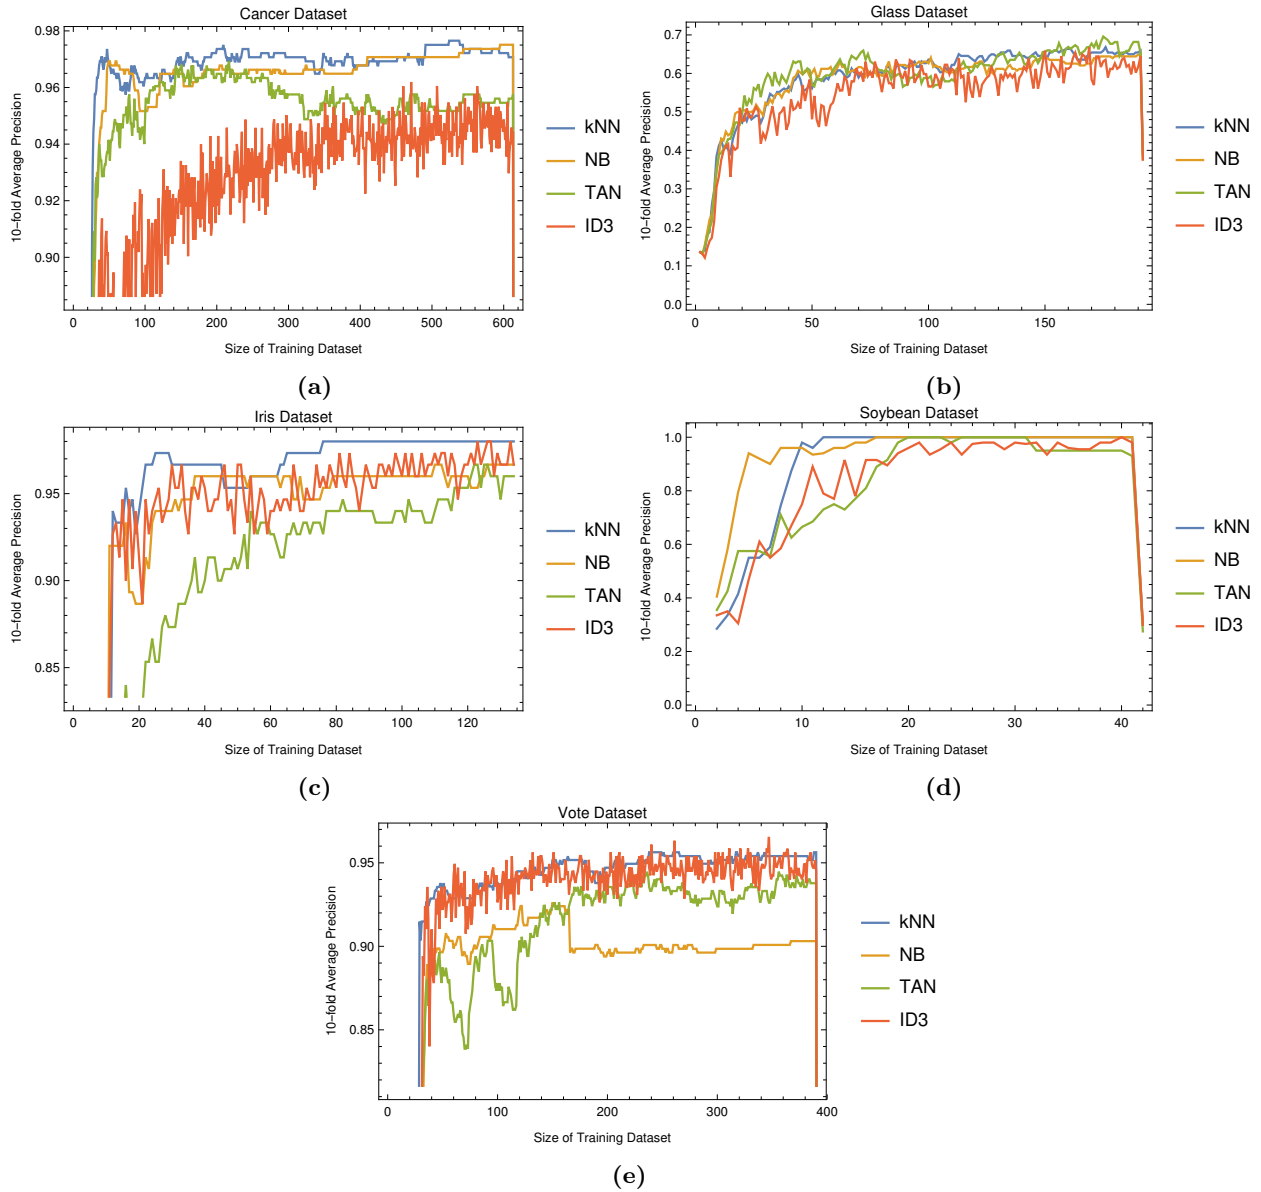 Cancer Dataset
10-fold Average Precision
0.98
0.96
0.94
0.92
0.90
0 100 200 300 400 500 600
Size of Training Dataset
kNN
NB
TAN
ID3
(a)
Glass Dataset
10-fold Average Precision
0.7
0.6
0.5
0.4
0.3
0.2
0.1
0.0
0 50 100 150
Size of Training Dataset
kNN
NB
TAN
ID3
(b)
Iris Dataset
10-fold Average Precision
0.95
0.90
0.85
0 20 40 60 80 100 120
Size of Training Dataset
kNN
NB
TAN
ID3
(c)
Soybean Dataset
10-fold Average Precision
1.0
0.8
0.6
0.4
0.2
0.0
0 10 20 30 40
Size of Training Dataset
kNN
NB
TAN
ID3
(d)
Vote Dataset
10-fold Average Precision
0.95
0.90
0.85
0 100 200 300 400
Size of Training Dataset
kNN
NB
TAN
ID3
(e)